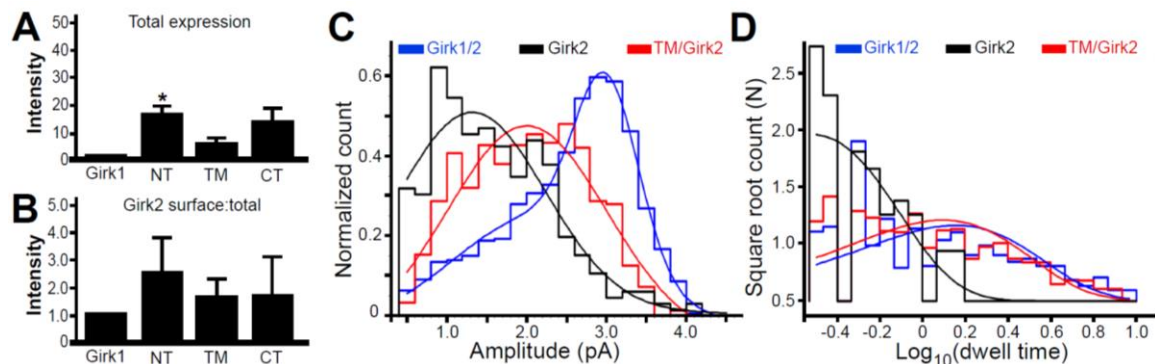 A
Total expression
50
40
30
20
10
0
Intensity
*
Girk1 NT TM CT
B
Girk2 surface:total
5.0
4.0
3.0
2.0
1.0
0
Intensity
Girk1 NT TM CT
C
Girk1/2 Girk2 TM/Girk2
0.6
0.4
0.2
0
Normalized count
1.0 2.0 3.0 4.0
Amplitude (pA)
D
Girk1/2 Girk2 TM/Girk2
2.5
2.0
1.5
1.0
0.5
Square root count (N)
-0.4 -0.2 0 0.2 0.4 0.6 0.8 1.0
Log10(dwell time)